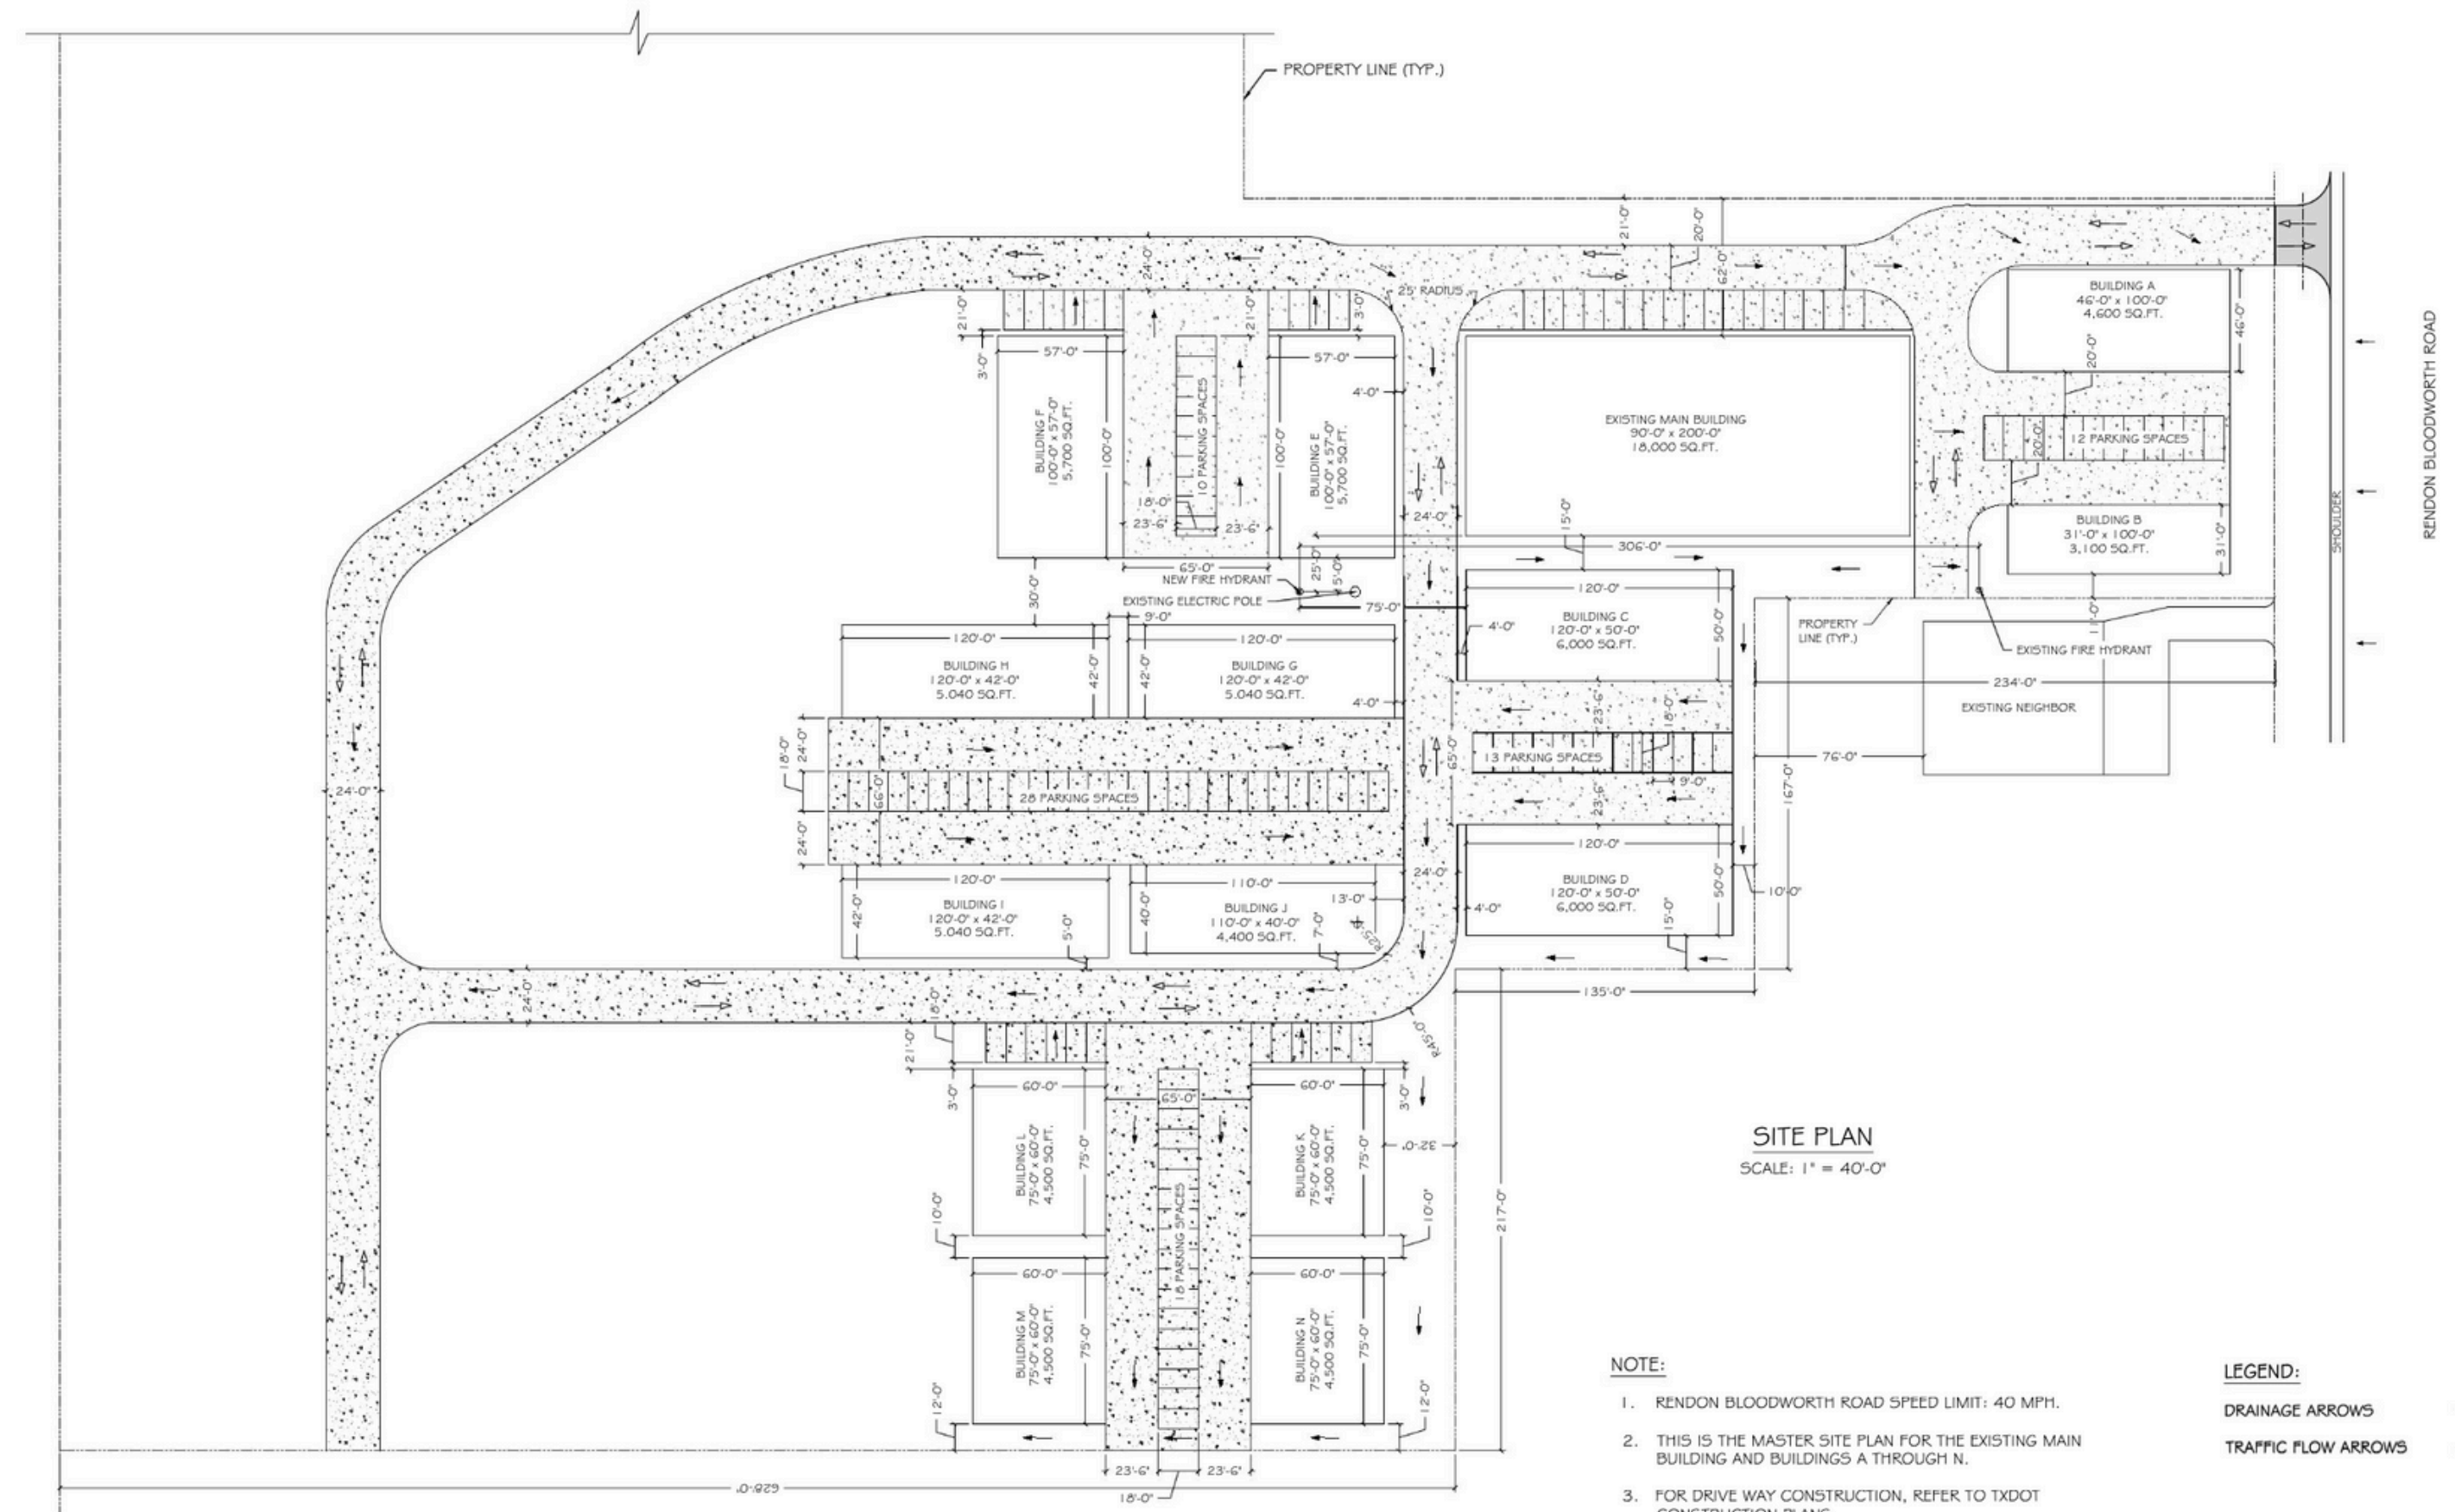 PROPERTY LINE (TYP.)
21'-0"
20'-0"
62'-0"
24'-0"
25' RADIUS
BUILDING A
46'-0" x 100'-0"
4,600 SQ.FT.
46'-0"
20'-0"
12 PARKING SPACES
20'-0"
BUILDING B
31'-0" x 100'-0"
3,100 SQ.FT.
31'-0"
11'-0"
SHOULDER
RENDON BLOODWORTH ROAD
EXISTING MAIN BUILDING
90'-0" x 200'-0"
18,000 SQ.FT.
15'-0"
306'-0"
21'-0"
3'-0"
57'-0"
BUILDING F
100'-0" x 57'-0"
5,700 SQ.FT.
100'-0"
21'-0"
10 PARKING SPACES
18'-0"
23'-6"
23'-6"
65'-0"
3'-0"
57'-0"
4'-0"
100'-0"
BUILDING E
100'-0" x 57'-0"
5,700 SQ.FT.
24'-0"
25'-0"
NEW FIRE HYDRANT
EXISTING ELECTRIC POLE
75'-0"
30'-0"
9'-0"
120'-0"
BUILDING H
120'-0" x 42'-0"
5.040 SQ.FT.
42'-0"
42'-0"
120'-0"
BUILDING G
120'-0" x 42'-0"
5.040 SQ.FT.
4'-0"
120'-0"
BUILDING C
120'-0" x 50'-0"
6,000 SQ.FT.
50'-0"
4'-0"
PROPERTY
LINE (TYP.)
EXISTING FIRE HYDRANT
234'-0"
EXISTING NEIGHBOR
76'-0"
167'-0"
24'-0"
18'-0"
24'-0"
66'-0"
28 PARKING SPACES
24'-0"
65'-0"
23'-6"
18'-0"
13 PARKING SPACES
9'-0"
23'-6"
120'-0"
BUILDING I
120'-0" x 42'-0"
5.040 SQ.FT.
42'-0"
5'-0"
110'-0"
BUILDING J
110'-0" x 40'-0"
4,400 SQ.FT.
40'-0"
13'-0"
7'-0"
24'-0"
4'-0"
120'-0"
BUILDING D
120'-0" x 50'-0"
6,000 SQ.FT.
50'-0"
15'-0"
10'-0"
135'-0"
24'-0"
R45'-0"
18'-0"
21'-0"
3'-0"
60'-0"
BUILDING L
75'-0" x 60'-0"
4,500 SQ.FT.
75'-0"
65'-0"
18 PARKING SPACES
60'-0"
BUILDING K
75'-0" x 60'-0"
4,500 SQ.FT.
75'-0"
3'-0"
32'-0"
10'-0"
10'-0"
60'-0"
BUILDING M
75'-0" x 60'-0"
4,500 SQ.FT.
75'-0"
60'-0"
BUILDING N
75'-0" x 60'-0"
4,500 SQ.FT.
75'-0"
12'-0"
12'-0"
217'-0"
23'-6"
23'-6"
18'-0"
628'-0"
SITE PLAN
SCALE: 1" = 40'-0"
NOTE:
1. RENDON BLOODWORTH ROAD SPEED LIMIT: 40 MPH.
2. THIS IS THE MASTER SITE PLAN FOR THE EXISTING MAIN
BUILDING AND BUILDINGS A THROUGH N.
3. FOR DRIVE WAY CONSTRUCTION, REFER TO TXDOT
LEGEND:
DRAINAGE ARROWS
TRAFFIC FLOW ARROWS